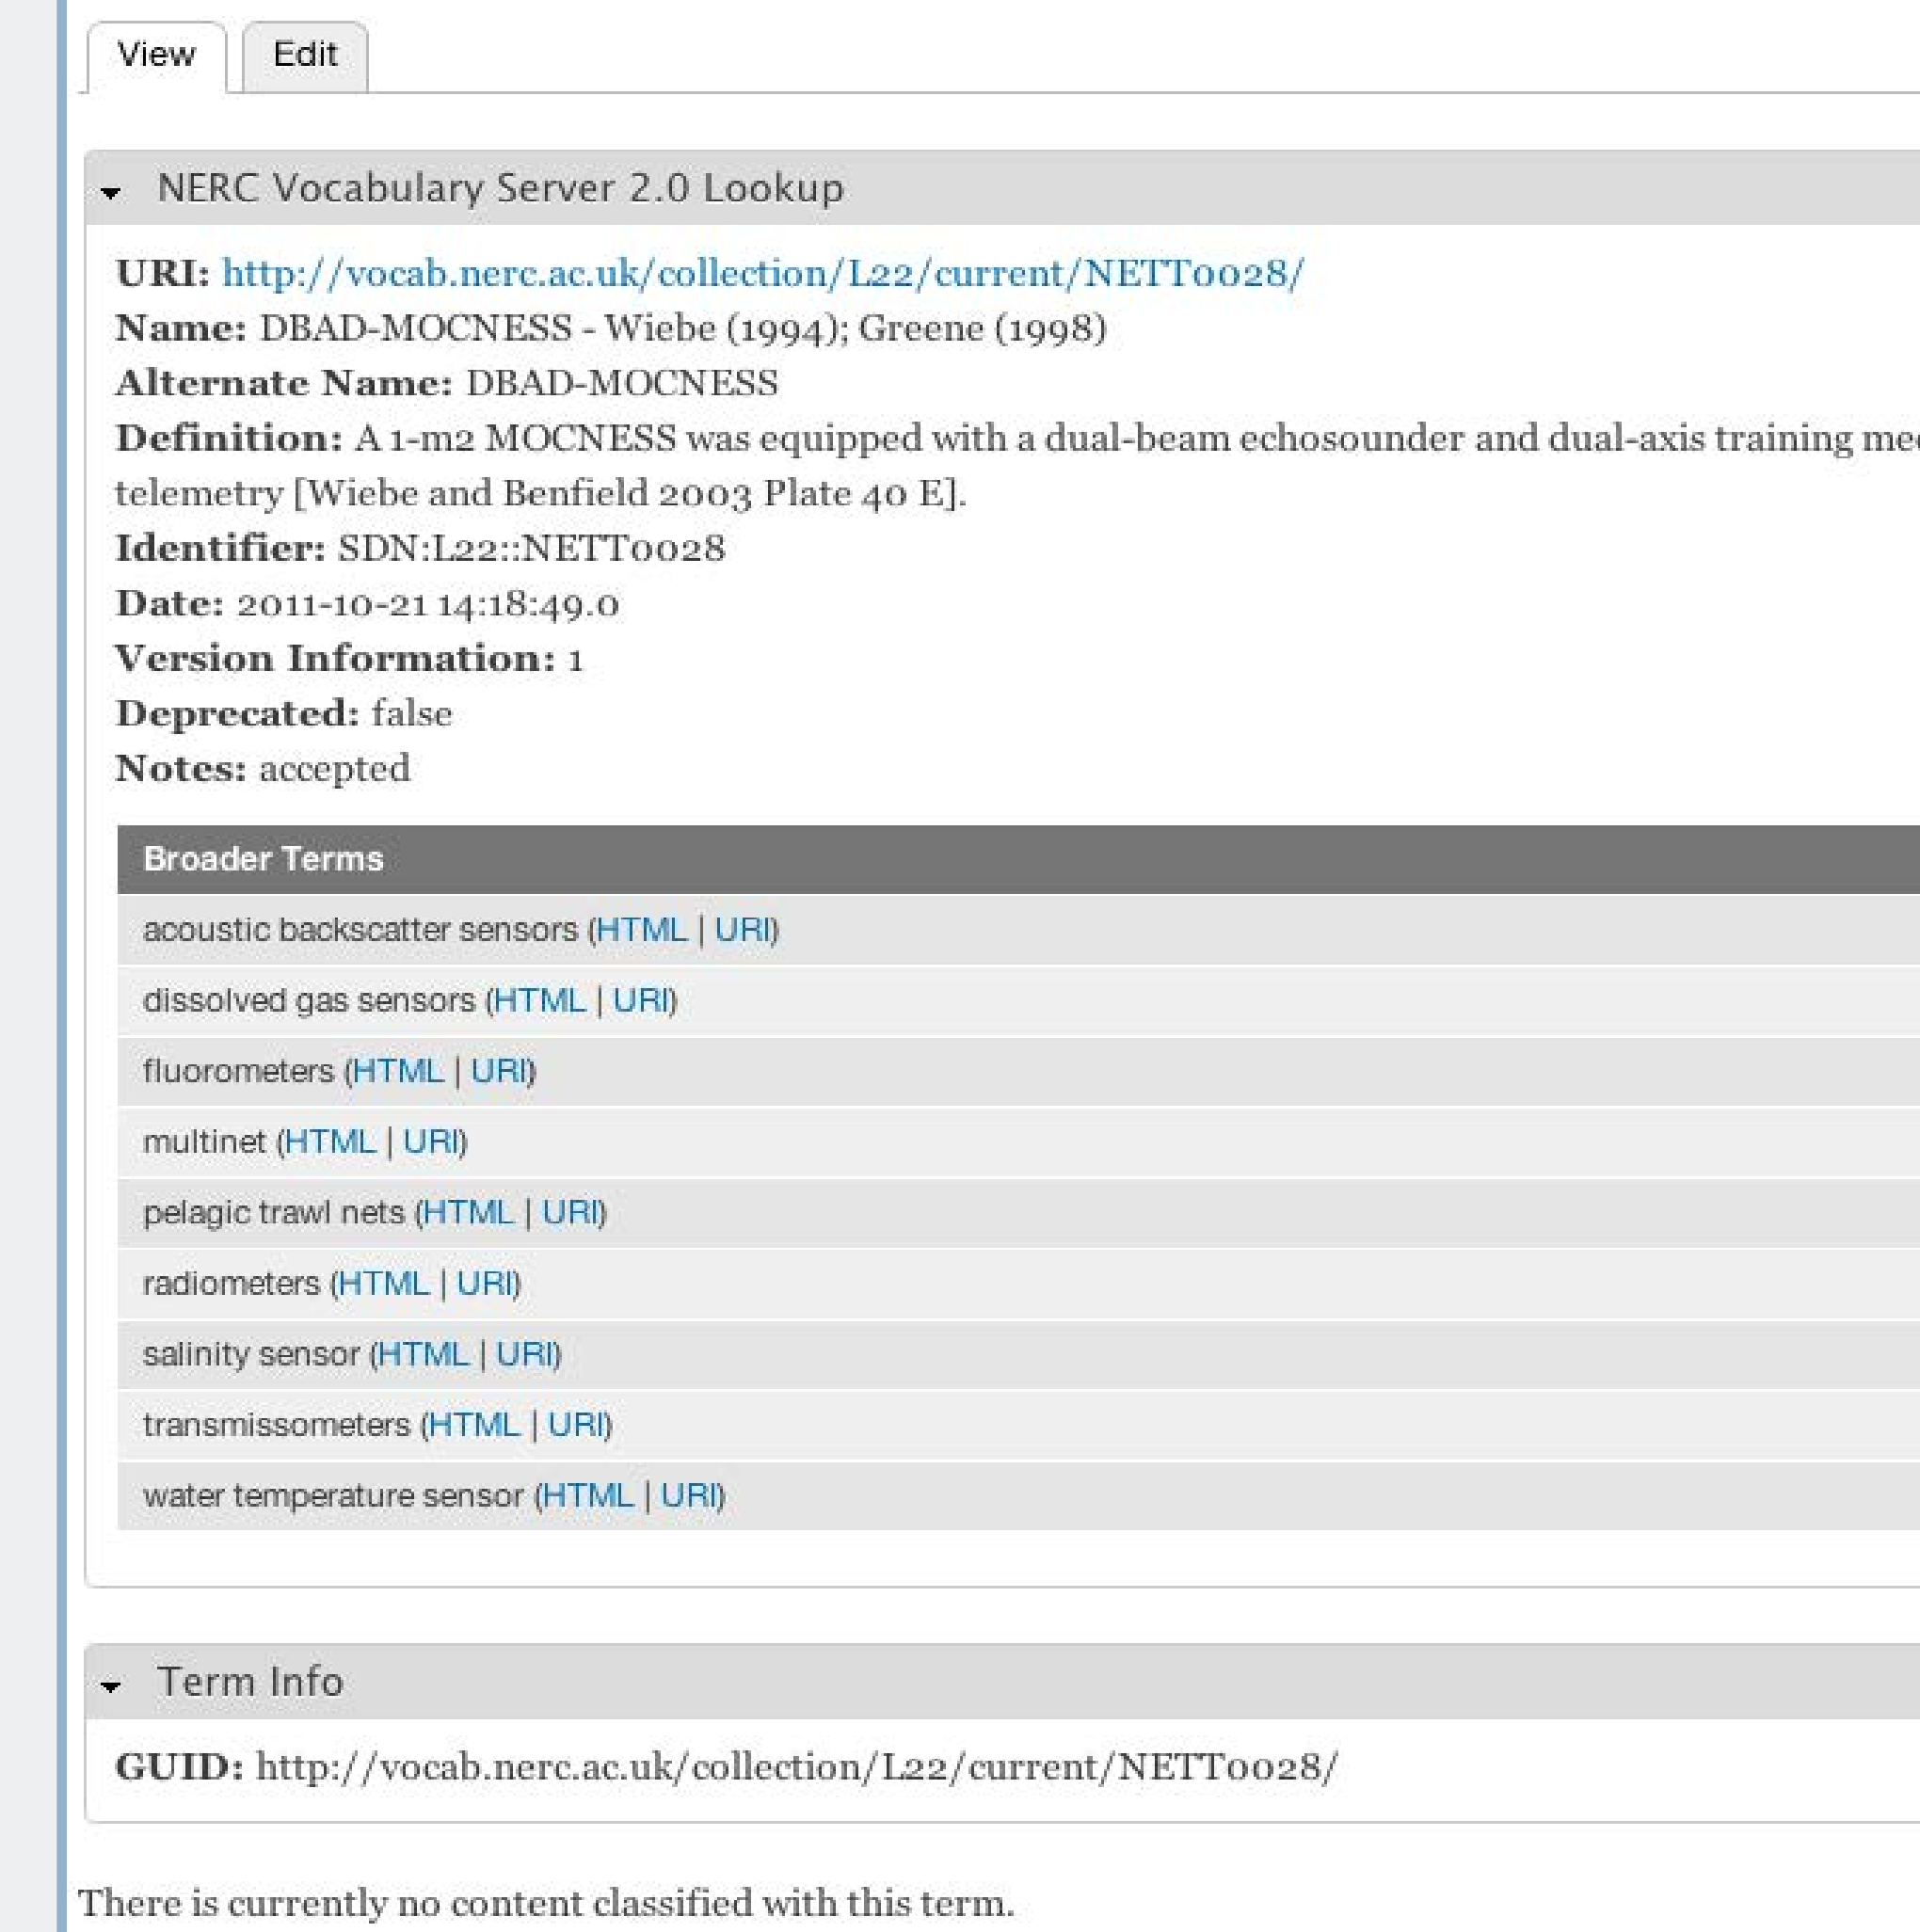 View Edit
NERC Vocabulary Server 2.0 Lookup
URI: http://vocab.nerc.ac.uk/collection/L22/current/NETT0028/
Name: DBAD-MOCNESS - Wiebe (1994); Greene (1998)
Alternate Name: DBAD-MOCNESS
Definition: A 1-m2 MOCNESS was equipped with a dual-beam echosounder and dual-axis training
telemetry [Wiebe and Benfield 2003 Plate 40 E].
Identifier: SDN:L22::NETT0028
Date: 2011-10-21 14:18:49.0
Version Information: 1
Deprecated: false
Notes: accepted
Broader Terms
acoustic backscatter sensors (HTML | URI)
dissolved gas sensors (HTML | URI)
fluorometers (HTML | URI)
multinet (HTML | URI)
pelagic trawl nets (HTML | URI)
radiometers (HTML | URI)
salinity sensor (HTML | URI)
transmissometers (HTML | URI)
water temperature sensor (HTML | URI)
Term Info
GUID: http://vocab.nerc.ac.uk/collection/L22/current/NETT0028/
There is currently no content classified with this term.